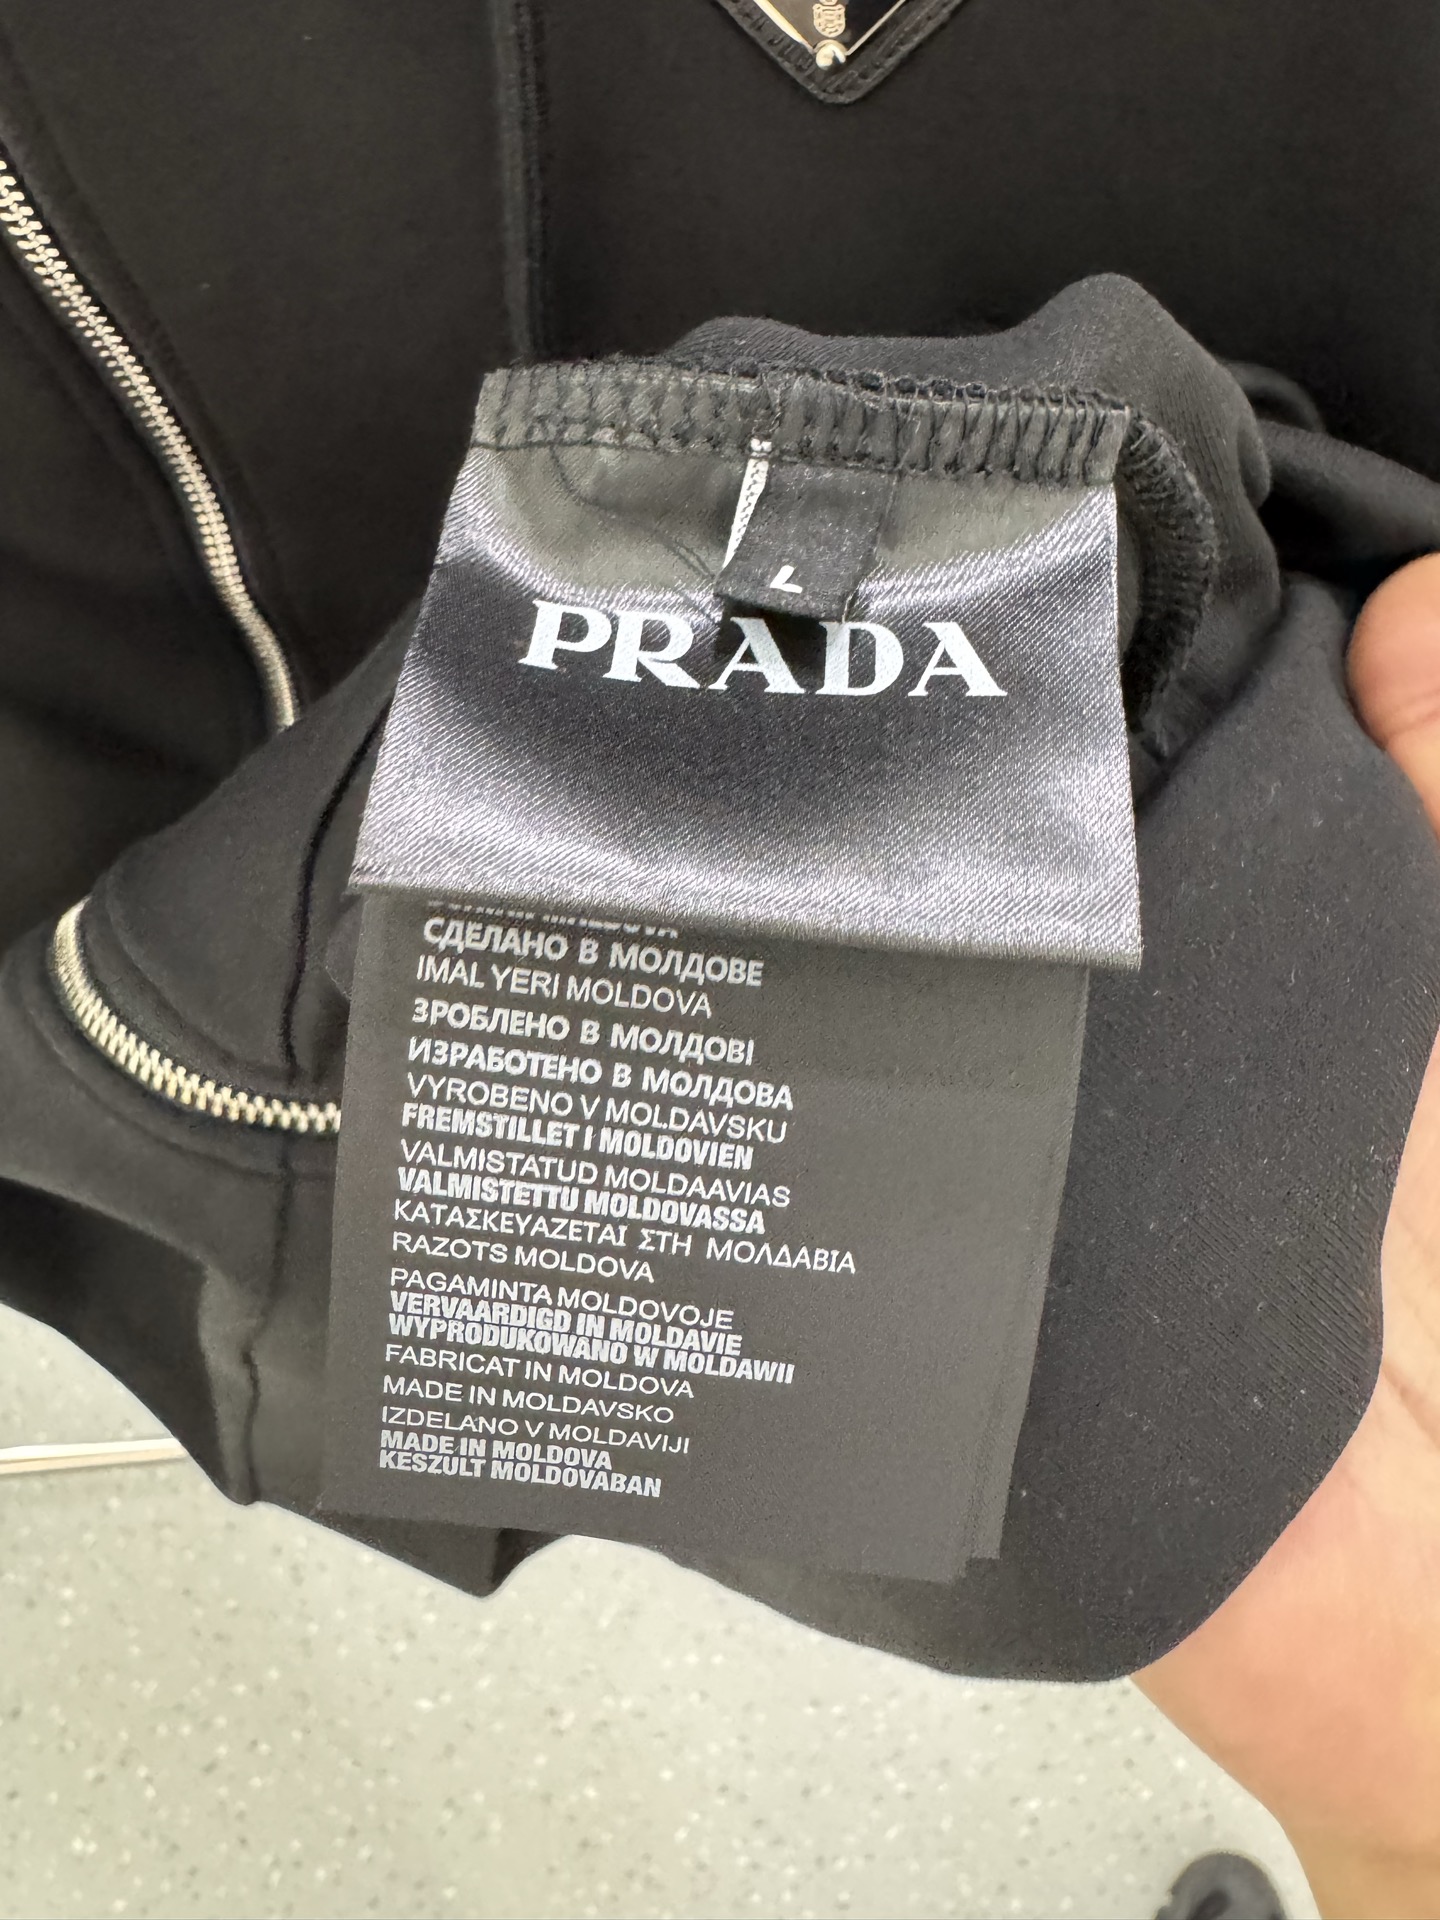 L
PRADA
СДЕЛАНО В МОЛДОВЕ
IMAL YERI MOLDOVA
ЗРОБЛЕНО В МОЛДОВІ
ИЗРАБОТЕНО В МОЛДОВА
VYROBENO V MOLDAVSKU
FREMSTILLET I MOLDOVIEN
VALMISTATUD MOLDAAVIAS
VALMISTETTU MOLDOVASSA
ΚΑΤΑΣΚΕΥΑΖΕΤΑΙ ΣΤΗ ΜΟΛΔΑΒΙΑ
RAZOTS MOLDOVA
PAGAMINTA MOLDOVOJE
VERVAARDIGD IN MOLDAVIE
WYPRODUKOWANO W MOLDAWII
FABRICAT IN MOLDOVA
MADE IN MOLDAVSKO
IZDELANO V MOLDAVIJI
MADE IN MOLDOVA
KESZULT MOLDOVABAN